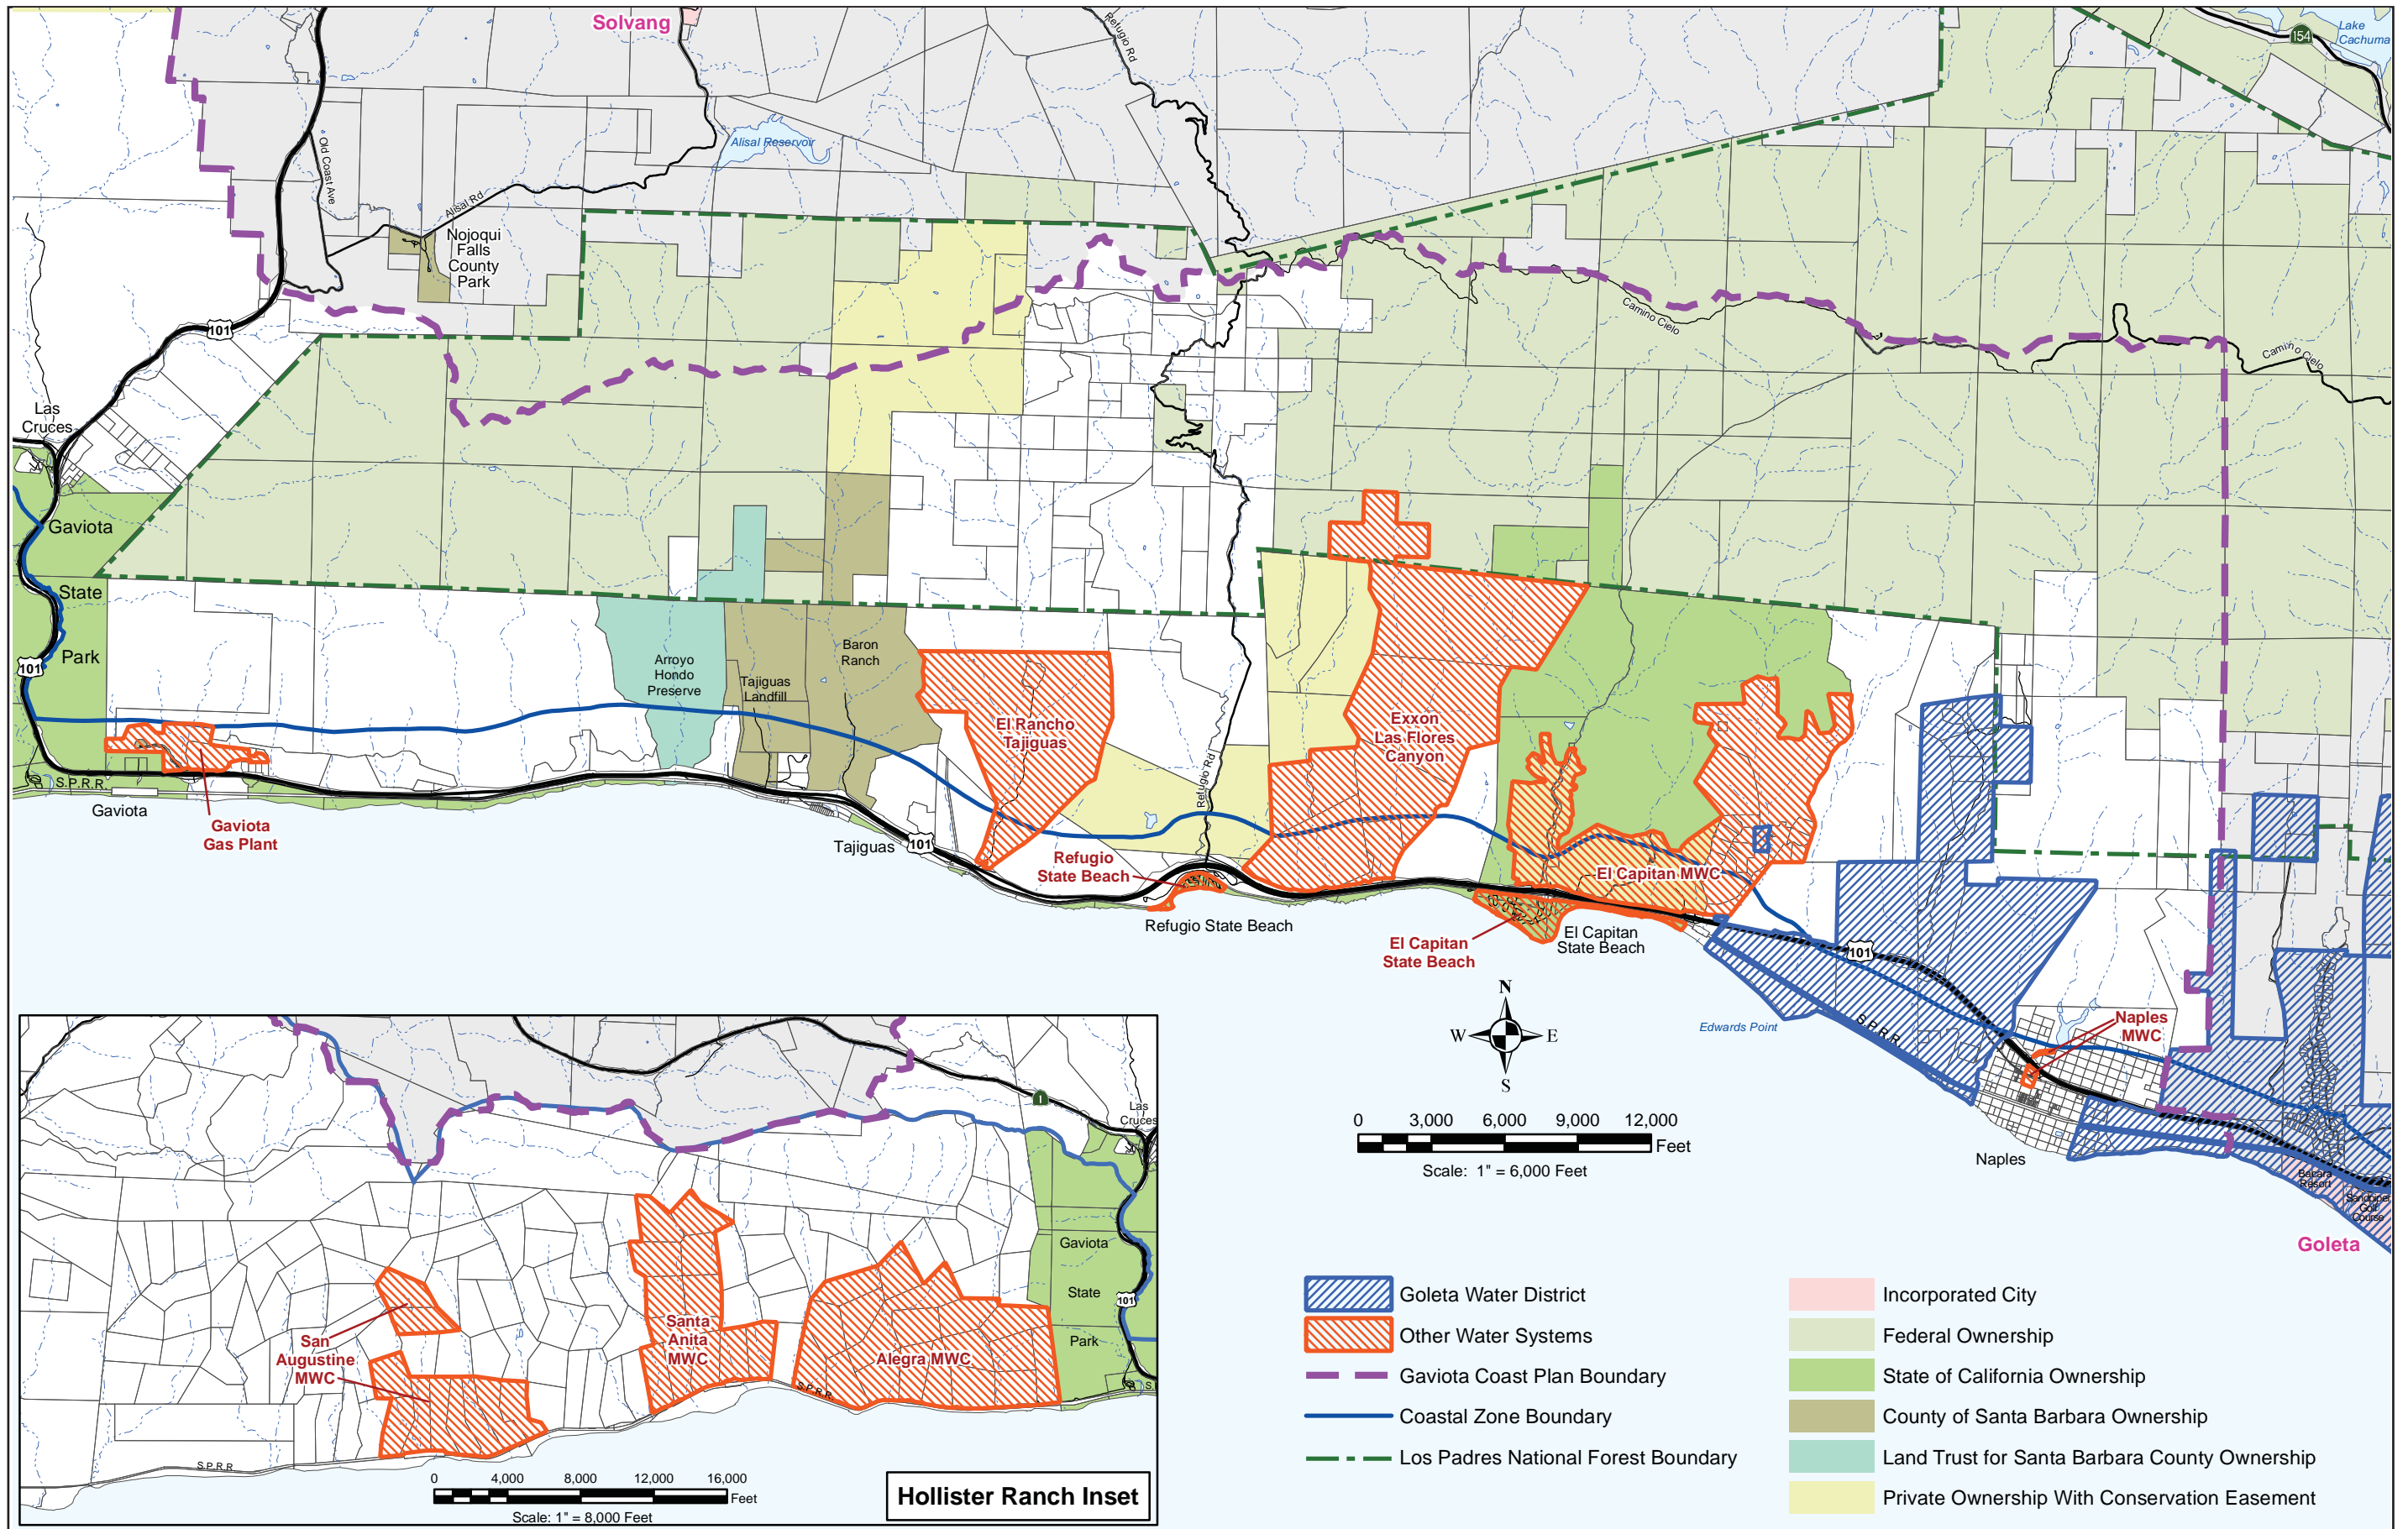 Solvang
Refugio Rd
154
Lake
Cachuma
Old Coast Ave
Alisal Reservoir
Alisal Rd
Nojoqui
Falls
County
Park
101
Camino Cielo
Camino Cielo
Las
Cruces
Gaviota
State
Park
101
Arroyo
Hondo
Preserve
Tajiguas
Landfill
Baron
Ranch
El Rancho
Tajiguas
Exxon
Las Flores
Canyon
Refugio Rd
S.P.R.R.
Gaviota
Gaviota
Gas Plant
Tajiguas
101
Refugio
State Beach
Refugio State Beach
El Capitan MWC
El Capitan
State Beach
El Capitan
State Beach
101
Edwards Point
S.P.R.R.
Naples
MWC
Naples
Bacara
Resort
Sandpiper
Golf
Course
Goleta
N
W
E
S
0 3,000 6,000 9,000 12,000
Feet
Scale: 1" = 6,000 Feet
1
Las
Cruces
Gaviota
State
Park
101
San
Augustine
MWC
Santa
Anita
MWC
Alegra MWC
S.P.R.R.
S.P.R.R.
0 4,000 8,000 12,000 16,000
Feet
Scale: 1" = 8,000 Feet
Hollister Ranch Inset
Goleta Water District
Other Water Systems
Gaviota Coast Plan Boundary
Coastal Zone Boundary
Los Padres National Forest Boundary
Incorporated City
Federal Ownership
State of California Ownership
County of Santa Barbara Ownership
Land Trust for Santa Barbara County Ownership
Private Ownership With Conservation Easement